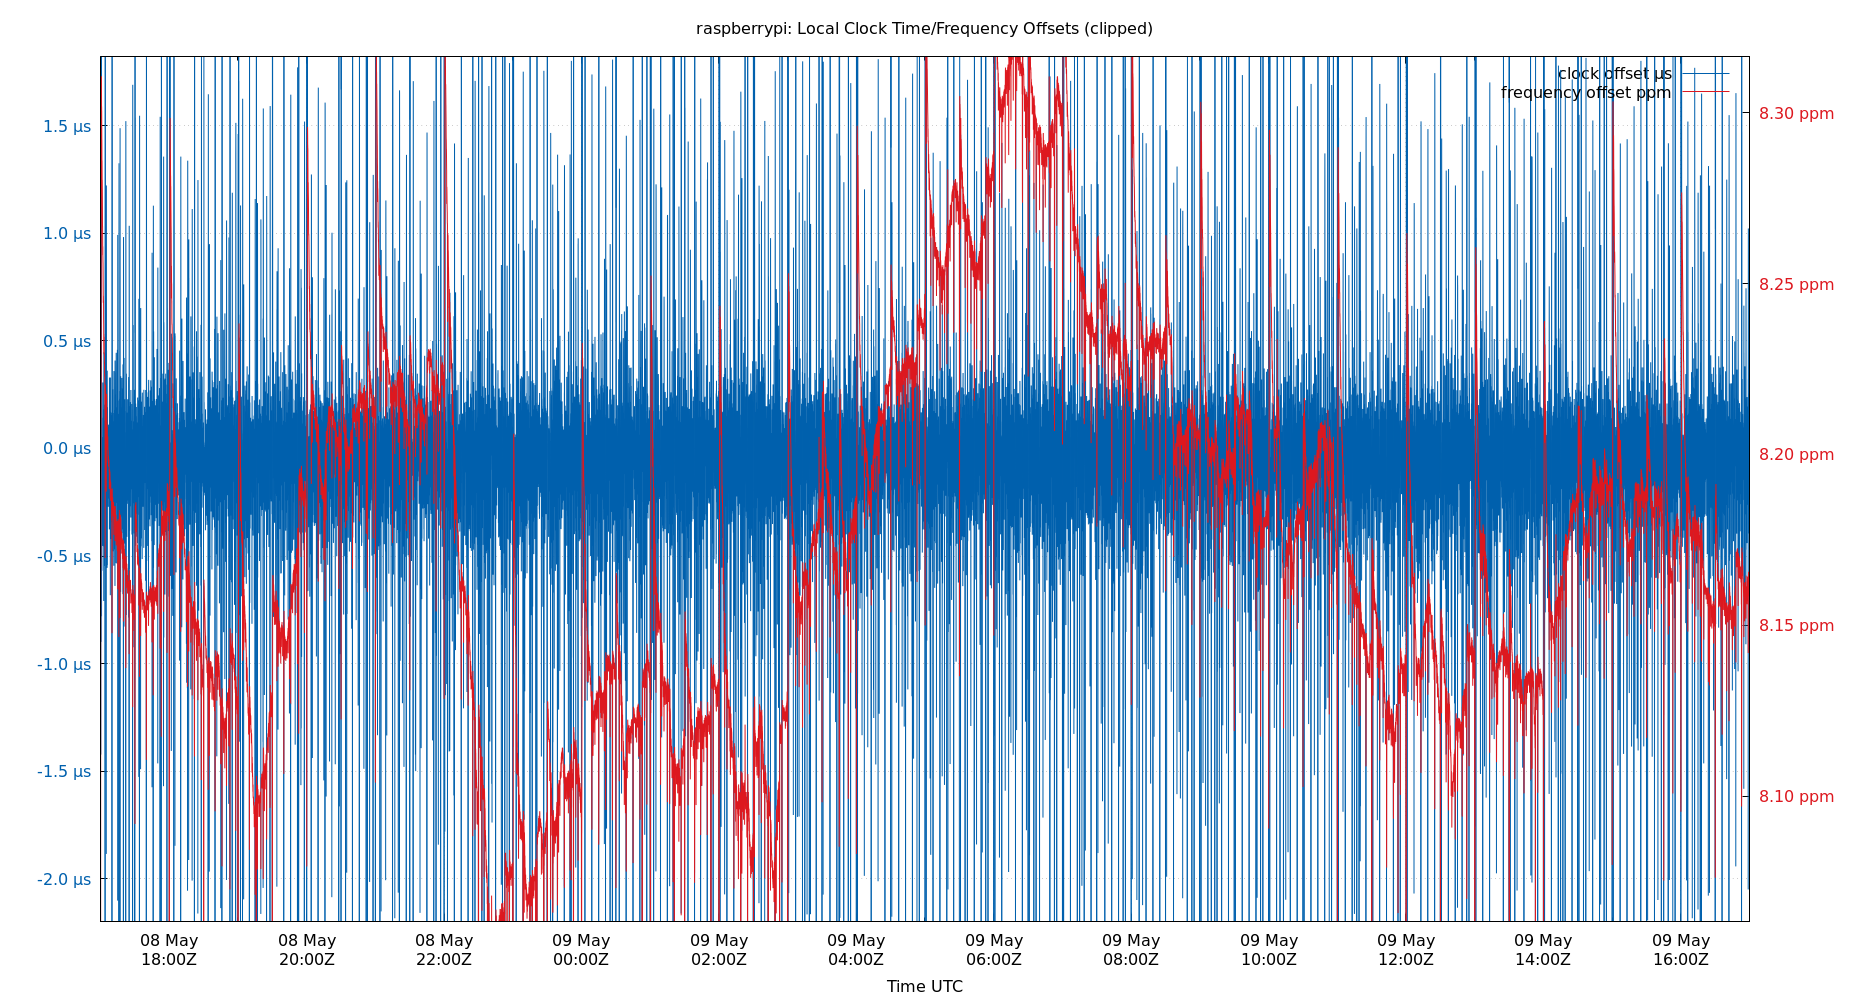 raspberrypi: Local Clock Time/Frequency Offsets (clipped)
clock offset µs
frequency offset ppm
1.5 µs
1.0 µs
0.5 µs
0.0 µs
-0.5 µs
-1.0 µs
-1.5 µs
-2.0 µs
8.30 ppm
8.25 ppm
8.20 ppm
8.15 ppm
8.10 ppm
08 May 08 May 08 May 09 May 09 May 09 May 09 May 09 May 09 May 09 May 09 May 09 May
18:00Z 20:00Z 22:00Z 00:00Z 02:00Z 04:00Z 06:00Z 08:00Z 10:00Z 12:00Z 14:00Z 16:00Z
Time UTC